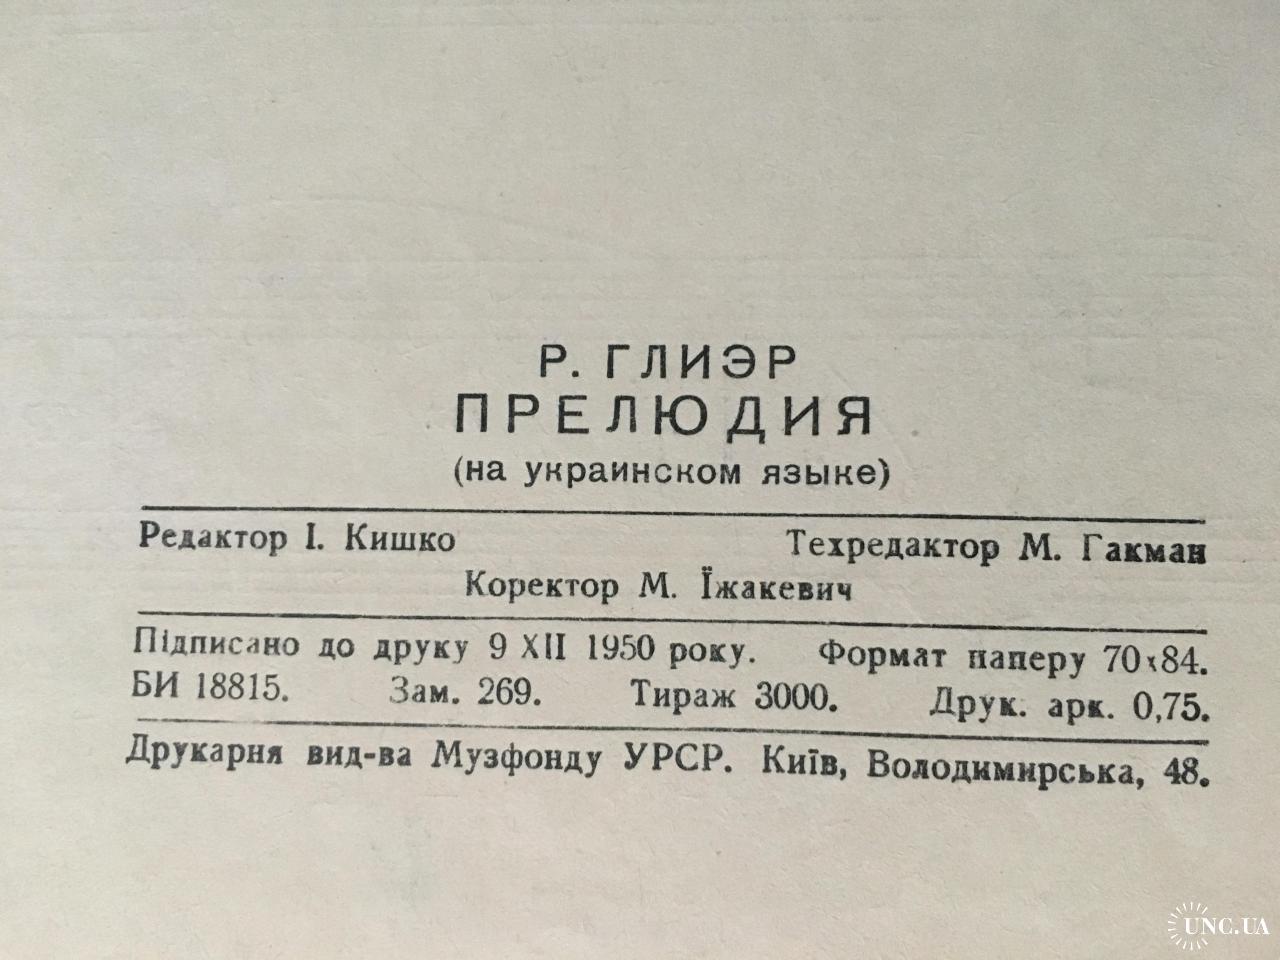 Р. ГЛИЭР
ПРЕЛЮДИЯ
(на украинском языке)
Редактор І. Кишко Техредактор М. Гакман
Коректор М. Їжакевич
Підписано до друку 9 XII 1950 року. Формат паперу 70×84.
БИ 18815. Зам. 269. Тираж 3000. Друк. арк. 0,75.
Друкарня вид-ва Музфонду УРСР. Київ, Володимирська, 48.
UNC.UA